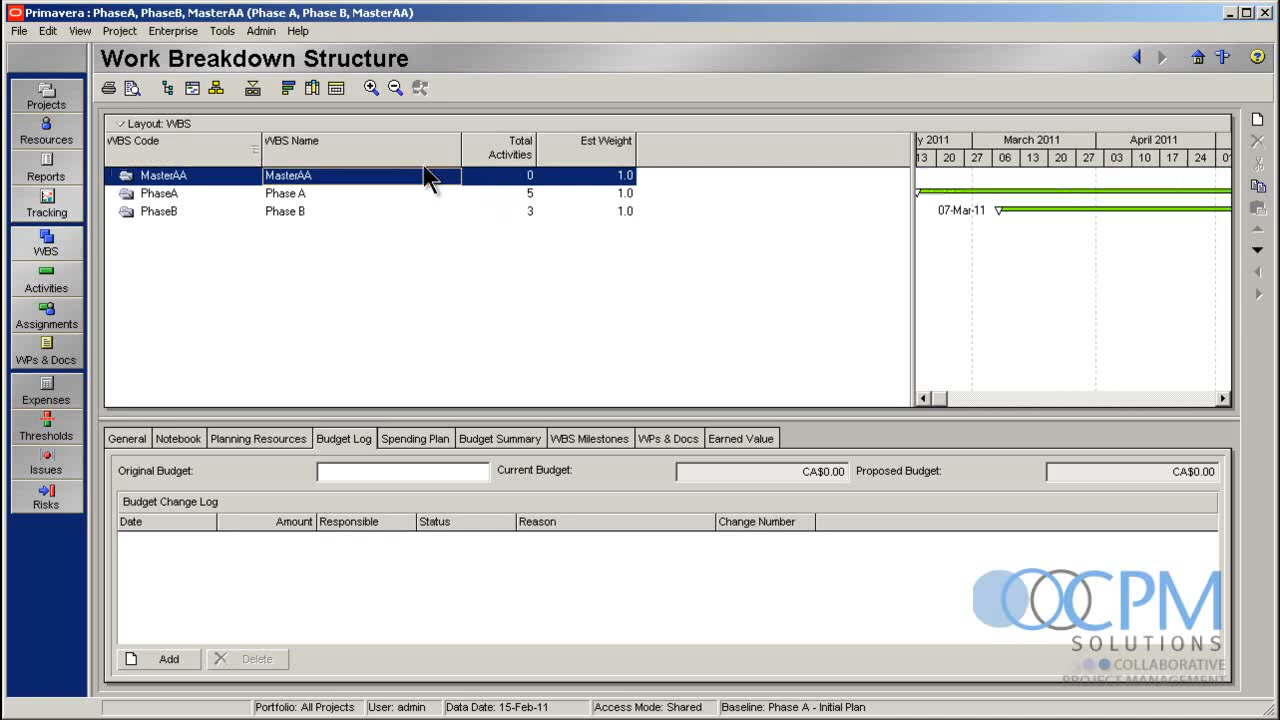 Primavera : PhaseA, PhaseB, MasterAA (Phase A, Phase B, MasterAA)
File Edit View Project Enterprise Tools Admin Help
Work Breakdown Structure
Projects
Resources
Reports
Tracking
WBS
Activities
Assignments
WPs & Docs
Expenses
Thresholds
Issues
Risks
Layout: WBS
WBS Code WBS Name Total Activities Est Weight
MasterAA MasterAA 0 1.0
PhaseA Phase A 5 1.0
PhaseB Phase B 3 1.0
y 2011 March 2011 April 2011
13 20 27 06 13 20 27 03 10 17 24 01
07-Mar-11
General Notebook Planning Resources Budget Log Spending Plan Budget Summary WBS Milestones WPs & Docs Earned Value
Original Budget: Current Budget: CA$0.00 Proposed Budget: CA$0.00
Budget Change Log
Date Amount Responsible Status Reason Change Number
Add Delete
CPM
SOLUTIONS
COLLABORATIVE
PROJECT MANAGEMENT
Portfolio: All Projects User: admin Data Date: 15-Feb-11 Access Mode: Shared Baseline: Phase A - Initial Plan